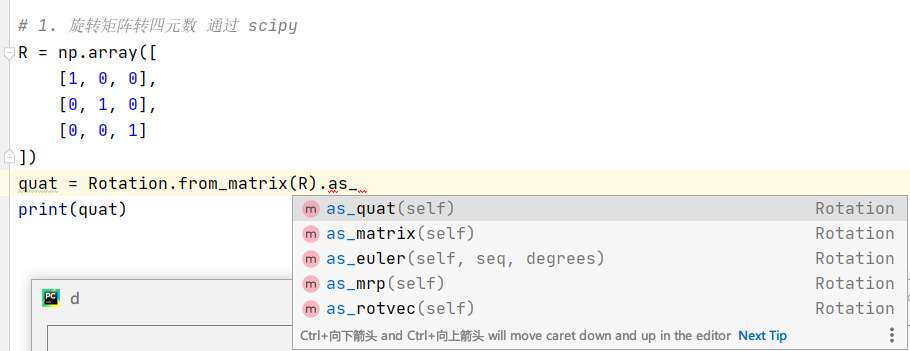 # 1. 旋转矩阵转四元数 通过 scipy
R = np.array([
    [1, 0, 0],
    [0, 1, 0],
    [0, 0, 1]
])
quat = Rotation.from_matrix(R).as_
print(quat)
m as_quat(self) Rotation
m as_matrix(self) Rotation
m as_euler(self, seq, degrees) Rotation
m as_mrp(self) Rotation
m as_rotvec(self) Rotation
Ctrl+向下箭头 and Ctrl+向上箭头 will move caret down and up in the editor Next Tip
PC d